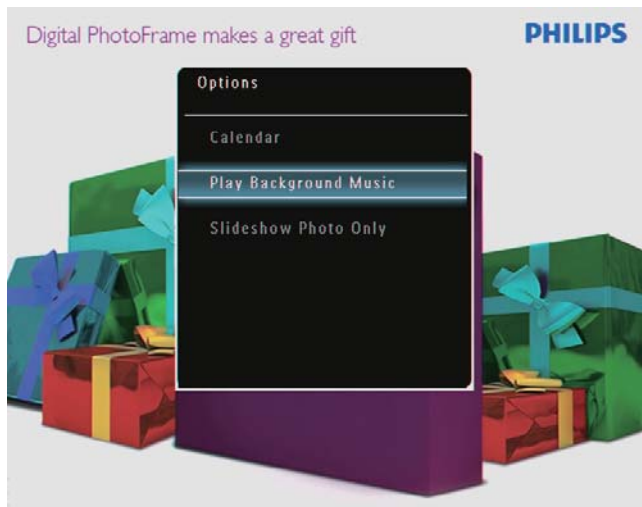 Digital PhotoFrame makes a great gift
PHILIPS
Options
Calendar
Play Background Music
Slideshow Photo Only